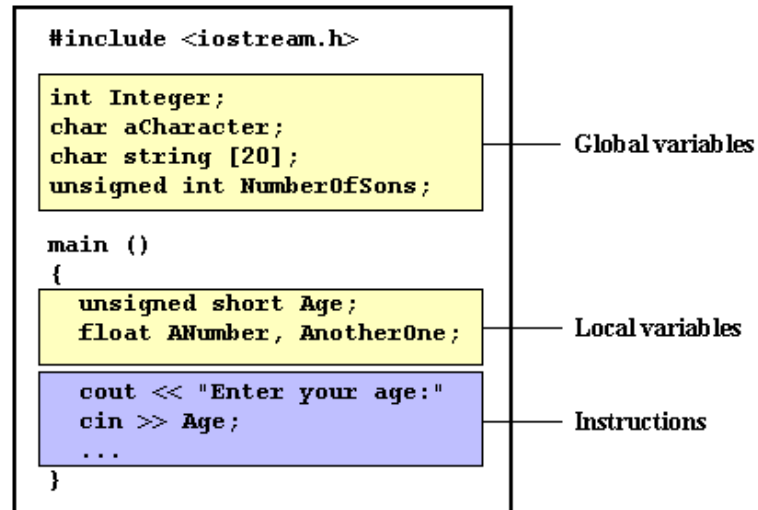 #include <iostream.h>
int Integer;
char aCharacter;
char string [20];
unsigned int NumberOfSons;
Global variables
main ()
{
unsigned short Age;
float ANumber, AnotherOne;
Local variables
cout << "Enter your age:"
cin >> Age;
...
Instructions
}